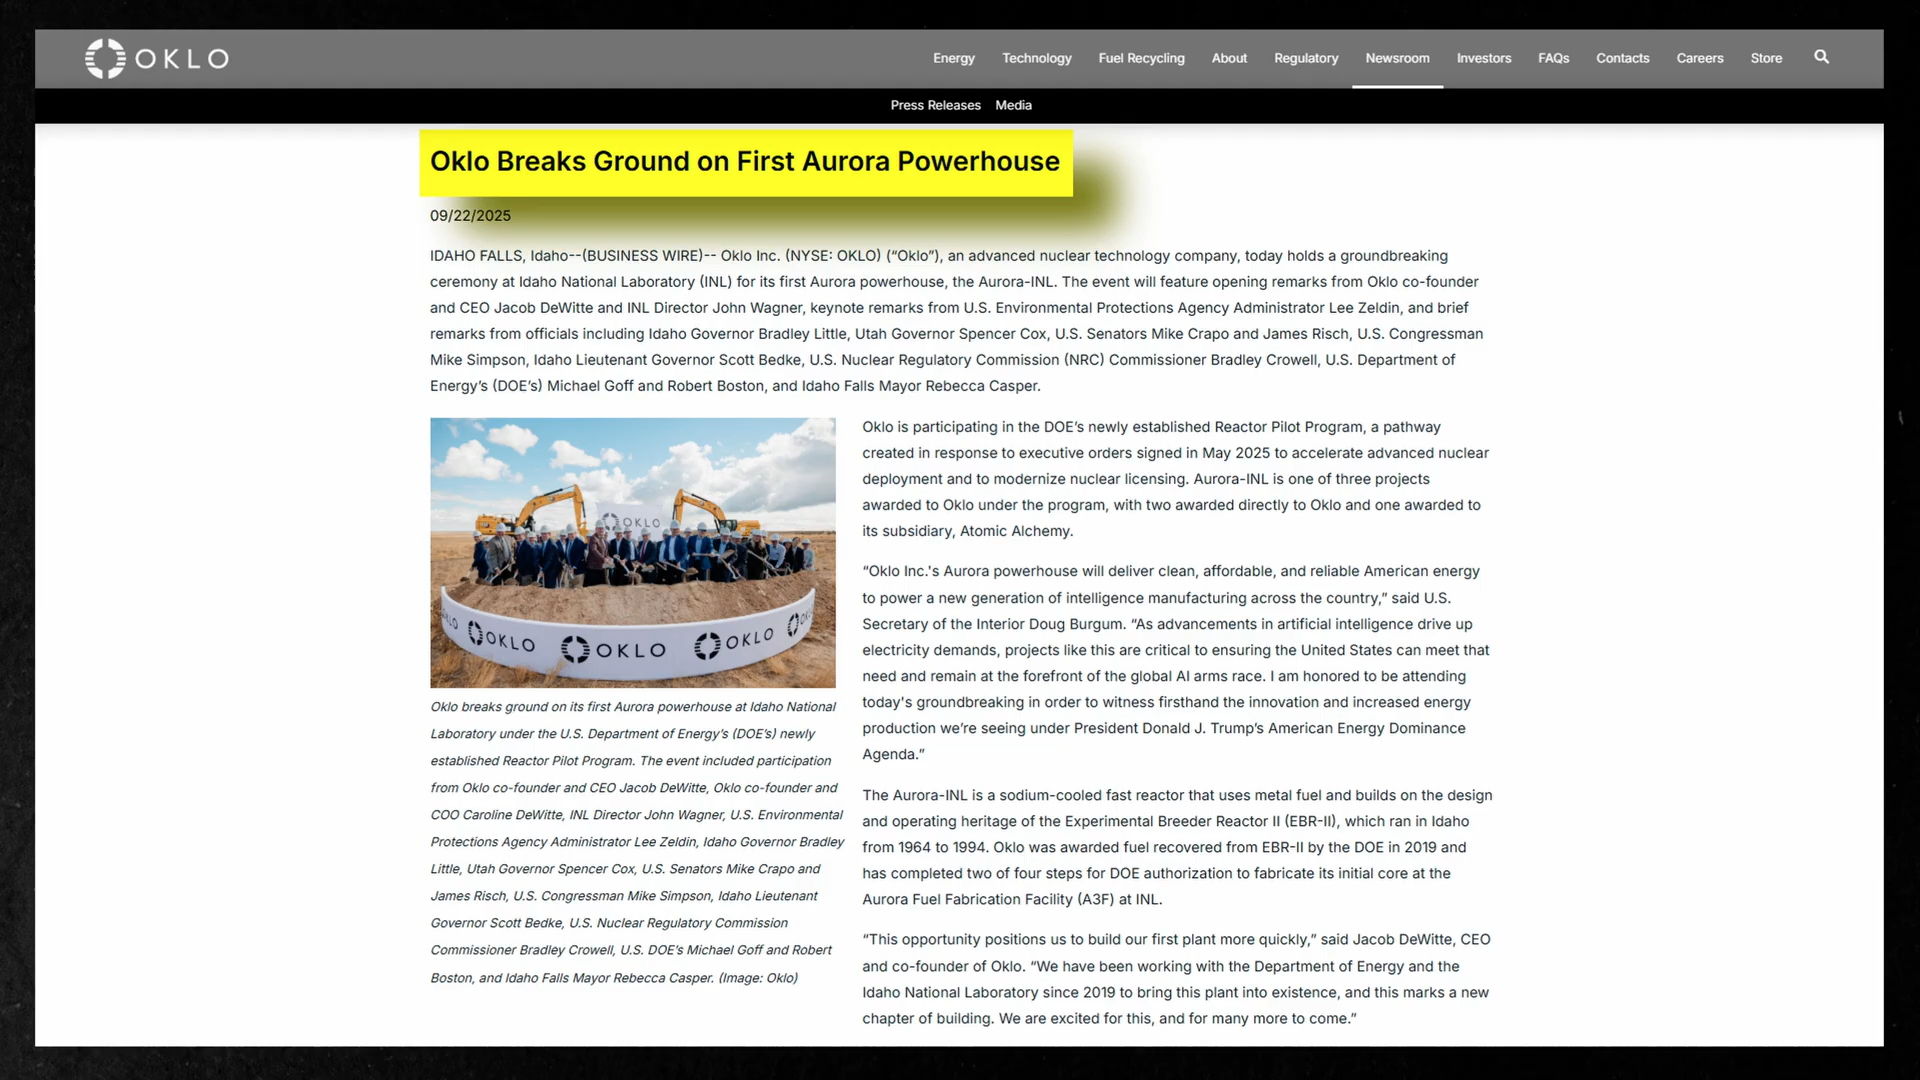 OKLO
Energy Technology Fuel Recycling About Regulatory Newsroom Investors FAQs Contacts Careers Store
Press Releases Media
Oklo Breaks Ground on First Aurora Powerhouse
09/22/2025
IDAHO FALLS, Idaho--(BUSINESS WIRE)-- Oklo Inc. (NYSE: OKLO) (“Oklo”), an advanced nuclear technology company, today holds a groundbreaking
ceremony at Idaho National Laboratory (INL) for its first Aurora powerhouse, the Aurora-INL. The event will feature opening remarks from Oklo co-founder
and CEO Jacob DeWitte and INL Director John Wagner, keynote remarks from U.S. Environmental Protections Agency Administrator Lee Zeldin, and brief
remarks from officials including Idaho Governor Bradley Little, Utah Governor Spencer Cox, U.S. Senators Mike Crapo and James Risch, U.S. Congressman
Mike Simpson, Idaho Lieutenant Governor Scott Bedke, U.S. Nuclear Regulatory Commission (NRC) Commissioner Bradley Crowell, U.S. Department of
Energy’s (DOE’s) Michael Goff and Robert Boston, and Idaho Falls Mayor Rebecca Casper.
OKLO
OKLO OKLO OKLO OKLO OKLO
Oklo breaks ground on its first Aurora powerhouse at Idaho National
Laboratory under the U.S. Department of Energy’s (DOE’s) newly
established Reactor Pilot Program. The event included participation
from Oklo co-founder and CEO Jacob DeWitte, Oklo co-founder and
COO Caroline DeWitte, INL Director John Wagner, U.S. Environmental
Protections Agency Administrator Lee Zeldin, Idaho Governor Bradley
Little, Utah Governor Spencer Cox, U.S. Senators Mike Crapo and
James Risch, U.S. Congressman Mike Simpson, Idaho Lieutenant
Governor Scott Bedke, U.S. Nuclear Regulatory Commission
Commissioner Bradley Crowell, U.S. DOE’s Michael Goff and Robert
Boston, and Idaho Falls Mayor Rebecca Casper. (Image: Oklo)
Oklo is participating in the DOE’s newly established Reactor Pilot Program, a pathway
created in response to executive orders signed in May 2025 to accelerate advanced nuclear
deployment and to modernize nuclear licensing. Aurora-INL is one of three projects
awarded to Oklo under the program, with two awarded directly to Oklo and one awarded to
its subsidiary, Atomic Alchemy.
“Oklo Inc.'s Aurora powerhouse will deliver clean, affordable, and reliable American energy
to power a new generation of intelligence manufacturing across the country,” said U.S.
Secretary of the Interior Doug Burgum. “As advancements in artificial intelligence drive up
electricity demands, projects like this are critical to ensuring the United States can meet that
need and remain at the forefront of the global AI arms race. I am honored to be attending
today's groundbreaking in order to witness firsthand the innovation and increased energy
production we’re seeing under President Donald J. Trump’s American Energy Dominance
Agenda.”
The Aurora-INL is a sodium-cooled fast reactor that uses metal fuel and builds on the design
and operating heritage of the Experimental Breeder Reactor II (EBR-II), which ran in Idaho
from 1964 to 1994. Oklo was awarded fuel recovered from EBR-II by the DOE in 2019 and
has completed two of four steps for DOE authorization to fabricate its initial core at the
Aurora Fuel Fabrication Facility (A3F) at INL.
“This opportunity positions us to build our first plant more quickly,” said Jacob DeWitte, CEO
and co-founder of Oklo. “We have been working with the Department of Energy and the
Idaho National Laboratory since 2019 to bring this plant into existence, and this marks a new
chapter of building. We are excited for this, and for many more to come.”